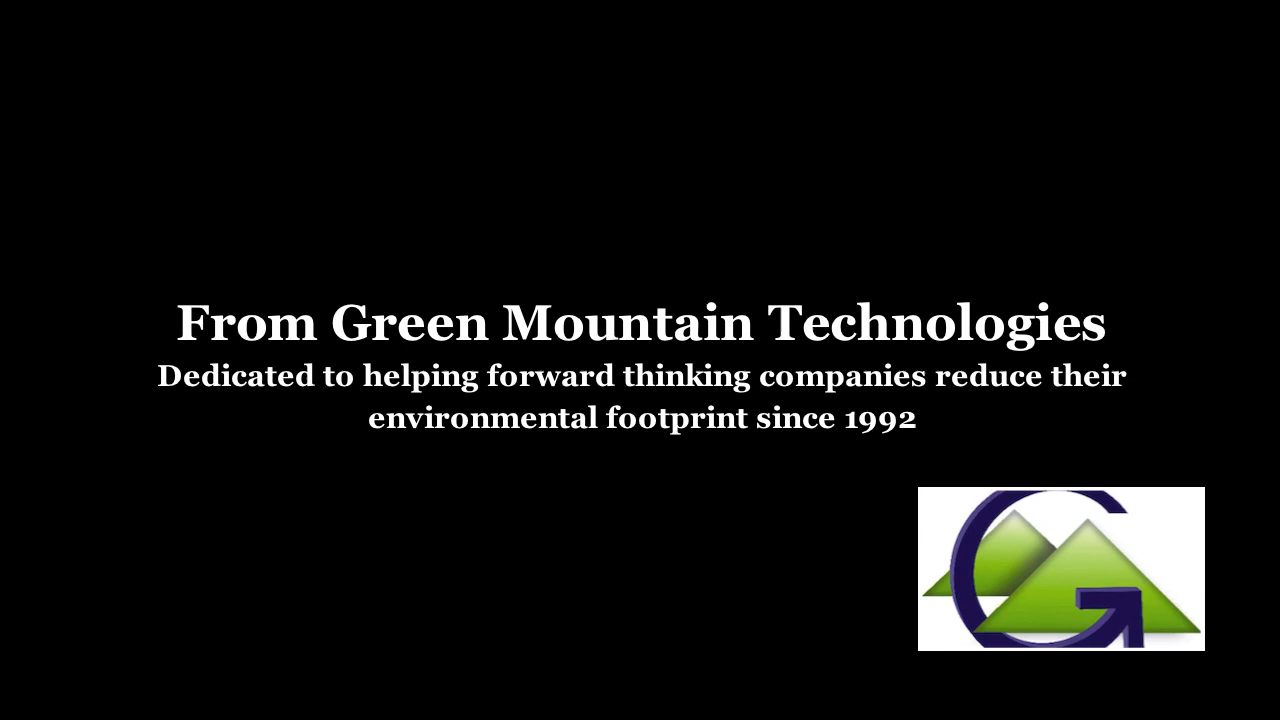 From Green Mountain Technologies
Dedicated to helping forward thinking companies reduce their
environmental footprint since 1992
G